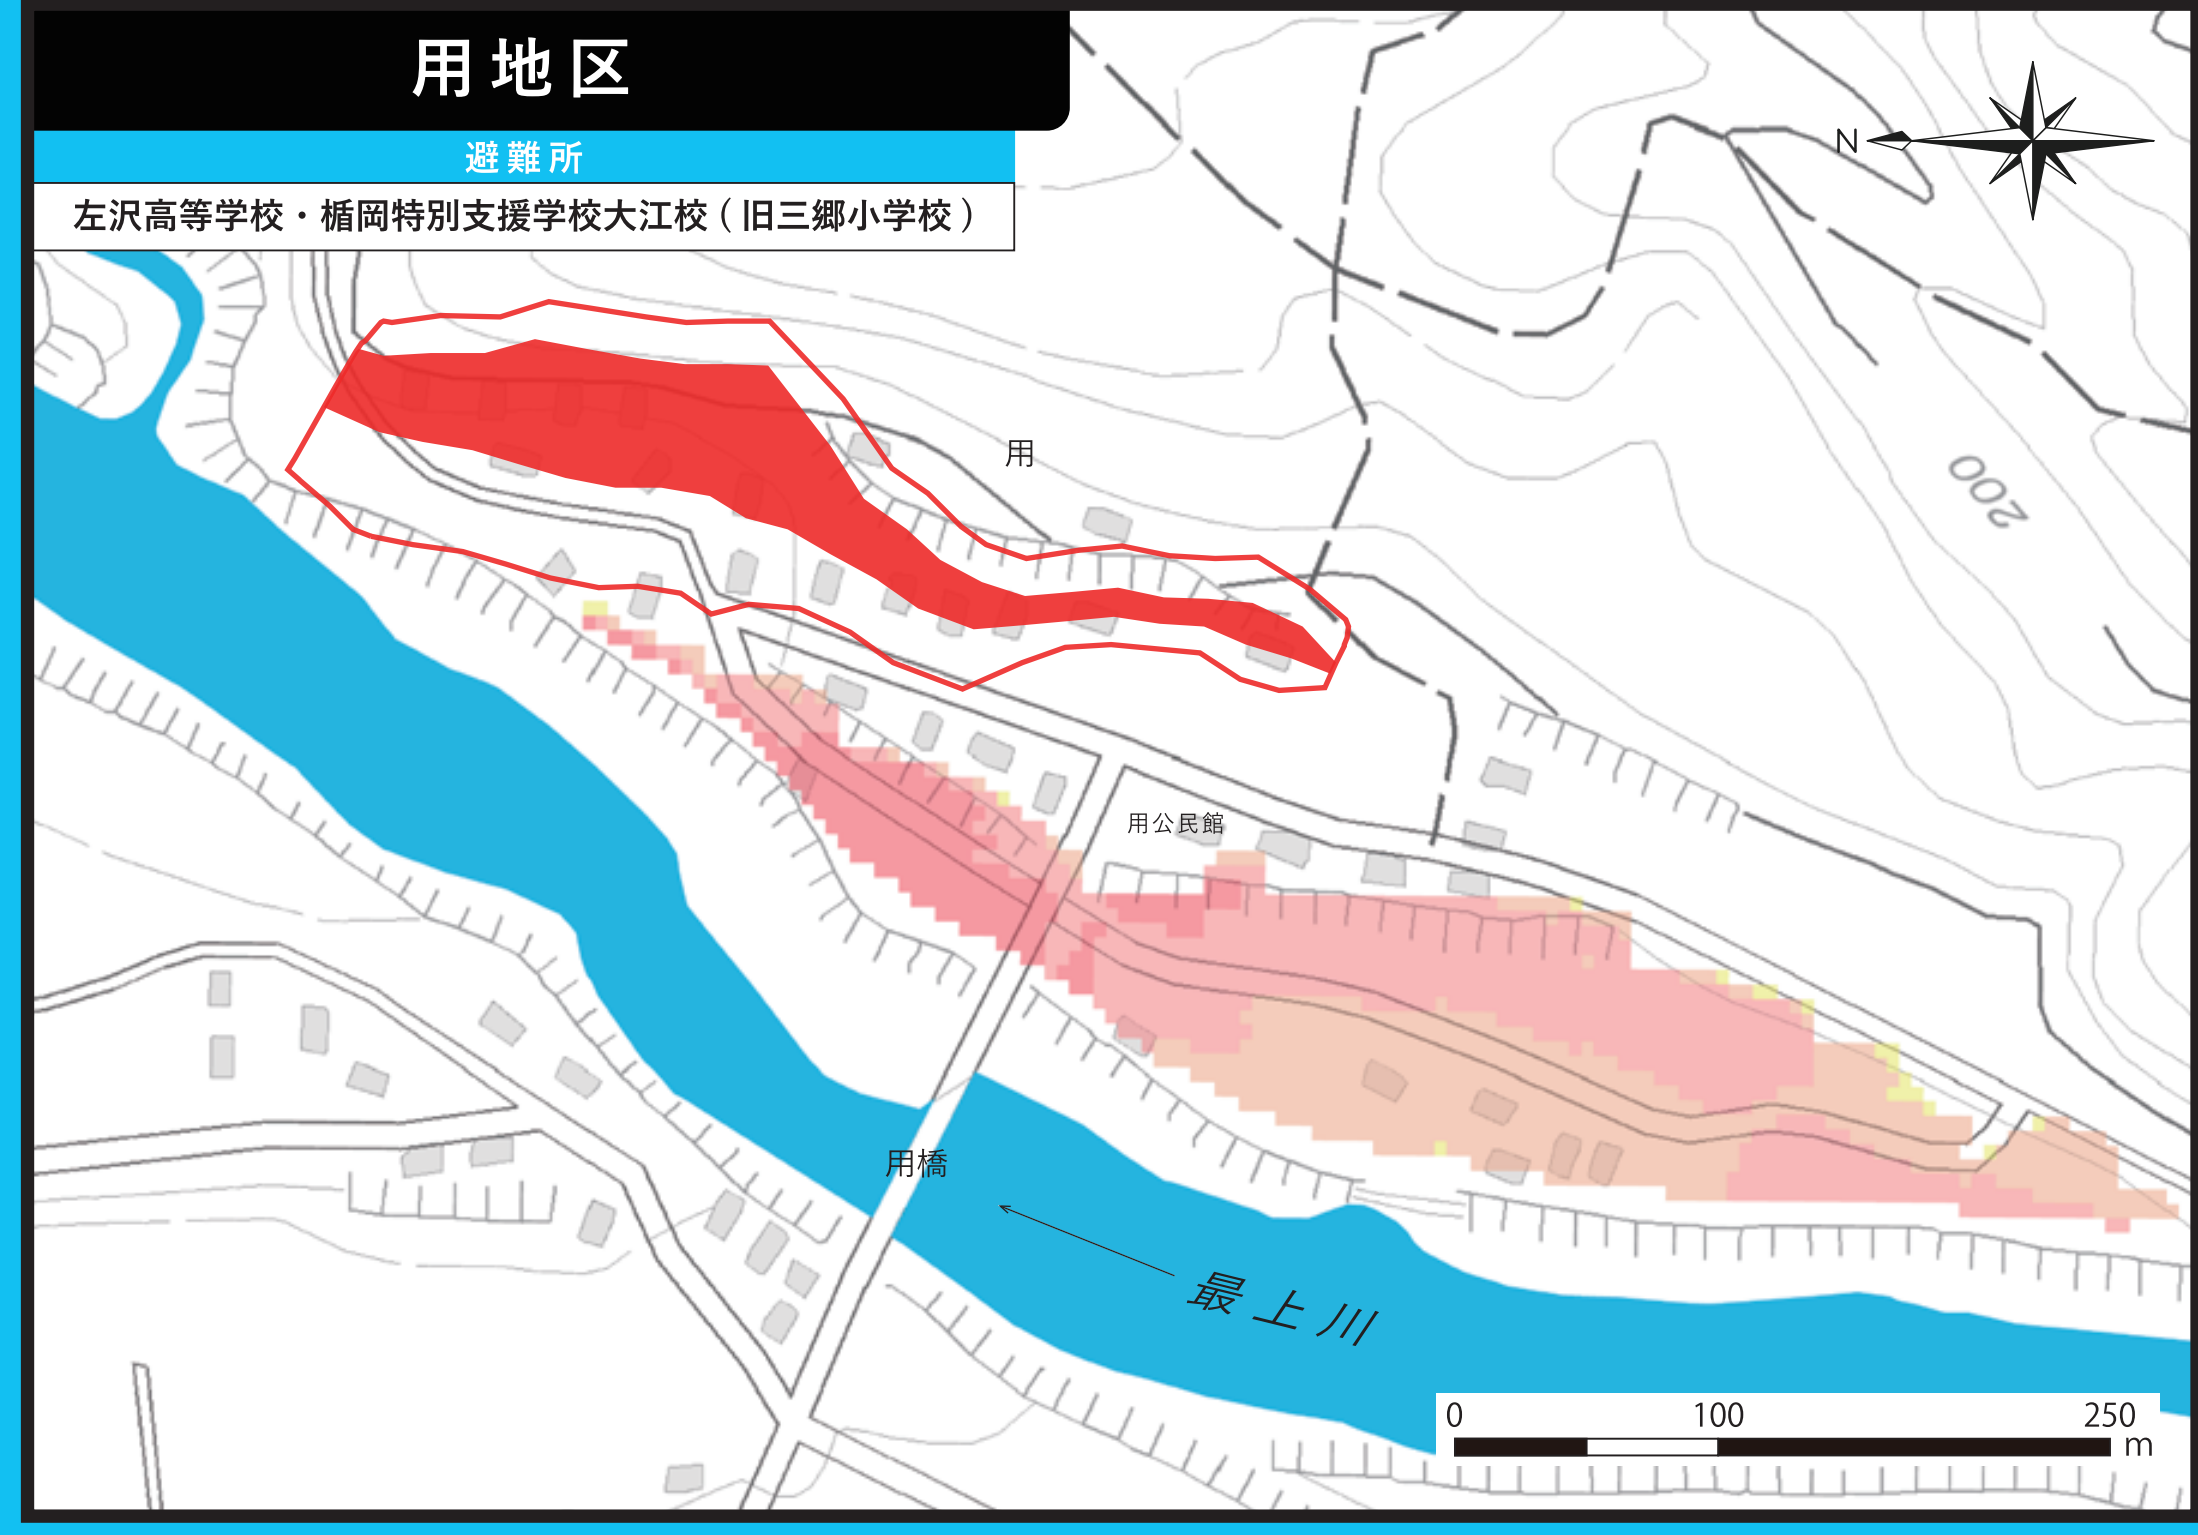 用地区
避難所
左沢高等学校・楯岡特別支援学校大江校(旧三郷小学校)
N
用
200
用公民館
用橋
最上川
0 100 250
m